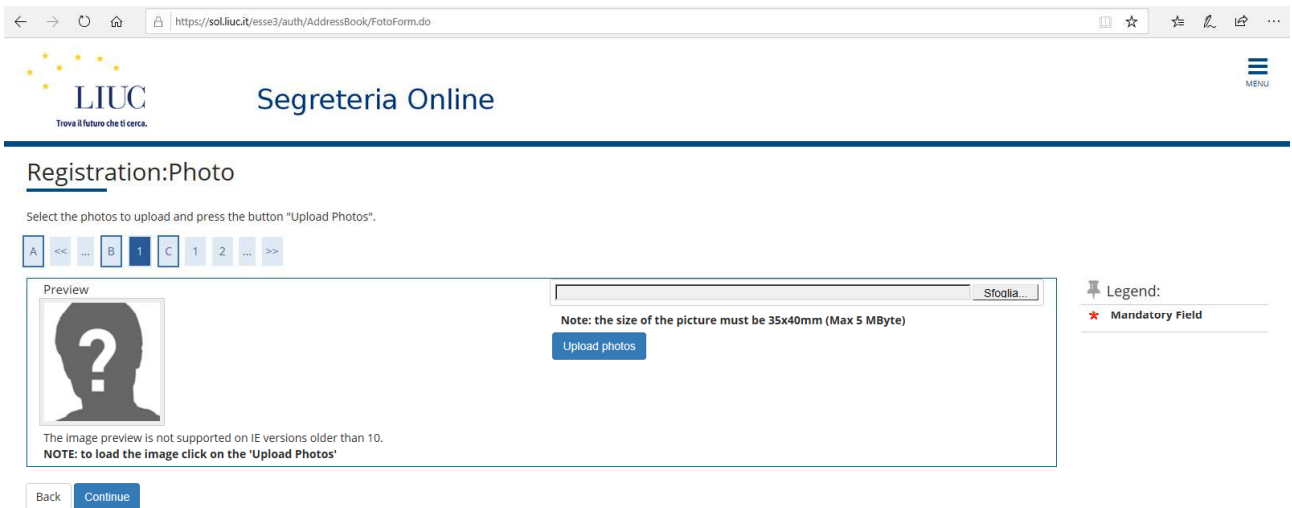 https://sol.liuc.it/esse3/auth/AddressBook/FotoForm.do
LIUC
Trova il futuro che ti cerca.
Segreteria Online
MENU
Registration:Photo
Select the photos to upload and press the button "Upload Photos".
A << ... B 1 C 1 2 ... >>
Preview
Sfoglia...
Note: the size of the picture must be 35x40mm (Max 5 MByte)
Upload photos
?
The image preview is not supported on IE versions older than 10.
NOTE: to load the image click on the 'Upload Photos'
Legend:
* Mandatory Field
Back Continue